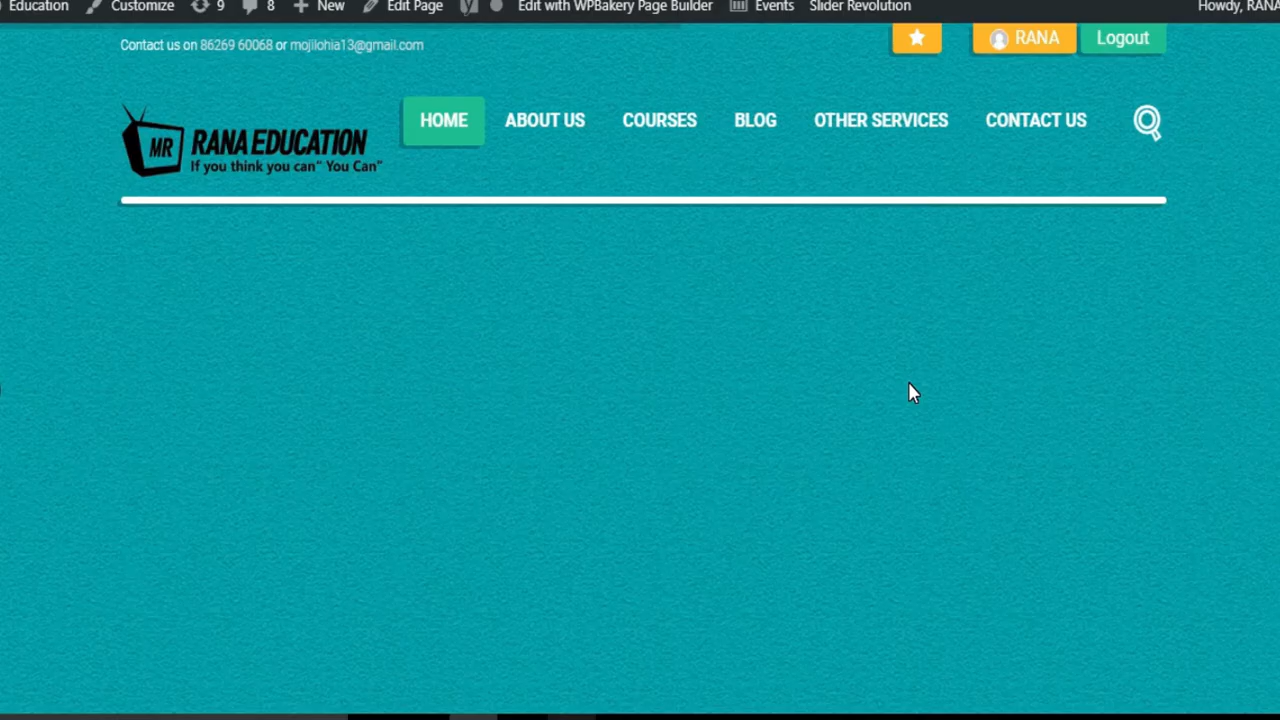 Education Customize 9 8 New Edit Page Edit with WPBakery Page Builder Events Slider Revolution Howdy, RANA
Contact us on 86269 60068 or mojilohia13@gmail.com
RANA Logout
HOME ABOUT US COURSES BLOG OTHER SERVICES CONTACT US
MR RANA EDUCATION
If you think you can“ You Can”